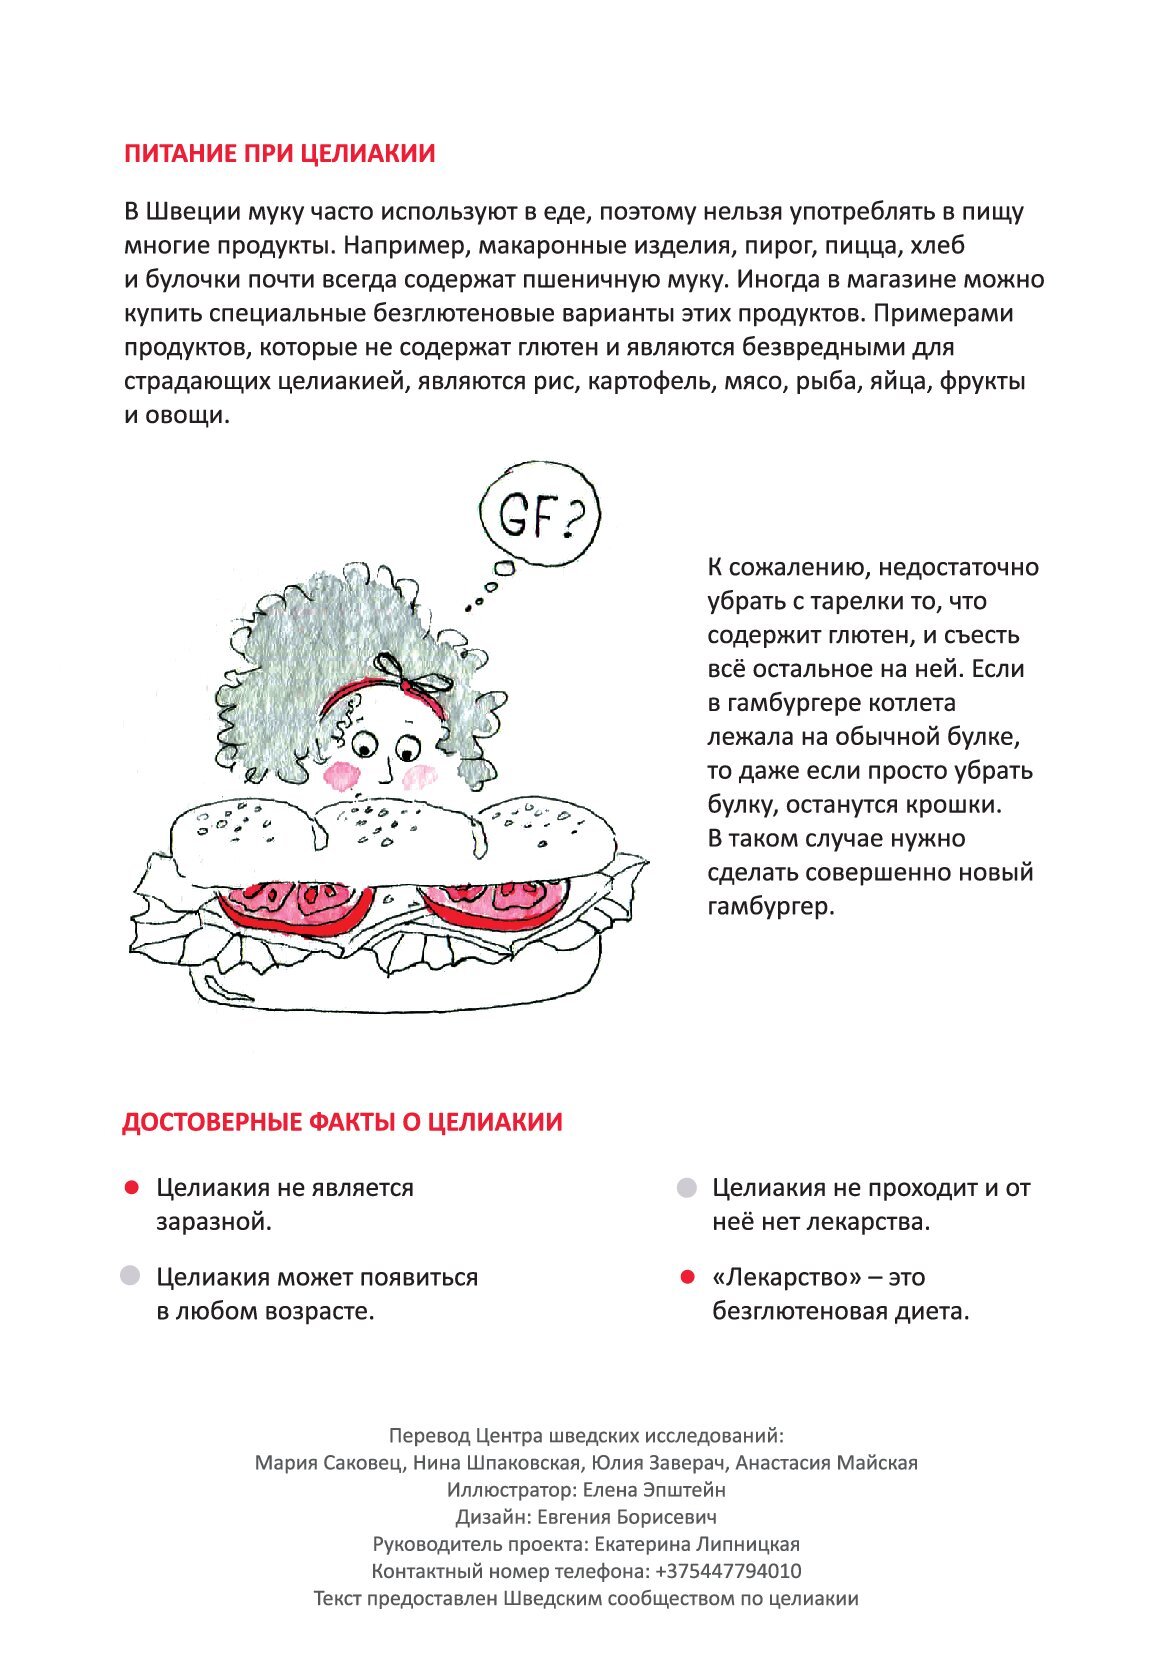 ПИТАНИЕ ПРИ ЦЕЛИАКИИ
В Швеции муку часто используют в еде, поэтому нельзя употреблять в пищу
многие продукты. Например, макаронные изделия, пирог, пицца, хлеб
и булочки почти всегда содержат пшеничную муку. Иногда в магазине можно
купить специальные безглютеновые варианты этих продуктов. Примерами
продуктов, которые не содержат глютен и являются безвредными для
страдающих целиакией, являются рис, картофель, мясо, рыба, яйца, фрукты
и овощи.
GF?
К сожалению, недостаточно
убрать с тарелки то, что
содержит глютен, и съесть
всё остальное на ней. Если
в гамбургере котлета
лежала на обычной булке,
то даже если просто убрать
булку, останутся крошки.
В таком случае нужно
сделать совершенно новый
гамбургер.
ДОСТОВЕРНЫЕ ФАКТЫ О ЦЕЛИАКИИ
Целиакия не является
заразной.
Целиакия может появиться
в любом возрасте.
Целиакия не проходит и от
неё нет лекарства.
«Лекарство» – это
безглютеновая диета.
Перевод Центра шведских исследований:
Мария Саковец, Нина Шпаковская, Юлия Заверач, Анастасия Майская
Иллюстратор: Елена Эпштейн
Дизайн: Евгения Борисевич
Руководитель проекта: Екатерина Липницкая
Контактный номер телефона: +375447794010
Текст предоставлен Шведским сообществом по целиакии